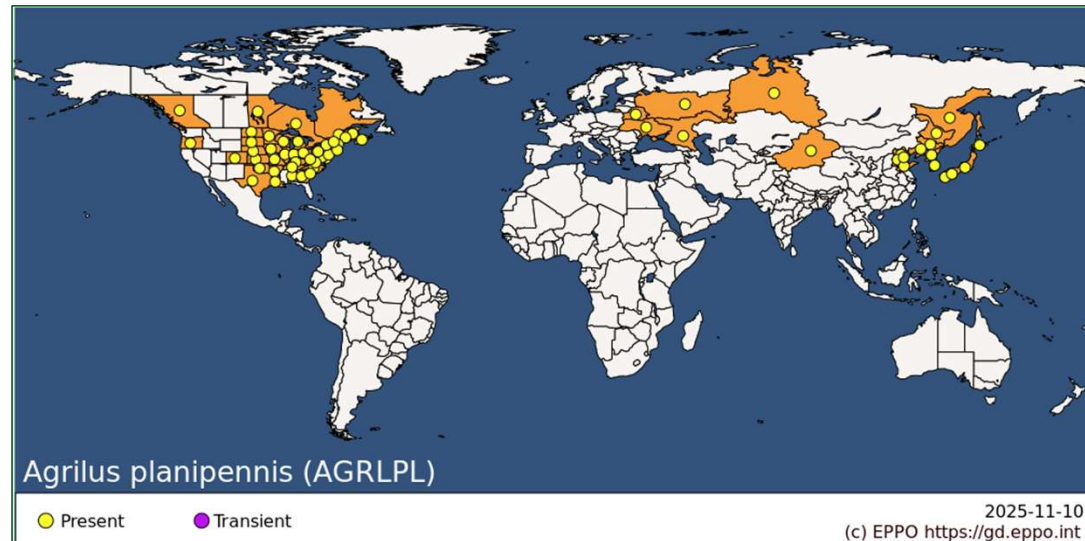 Agrilus planipennis (AGRLPL)
Present
Transient
2025-11-10
(c) EPPO https://gd.eppo.int